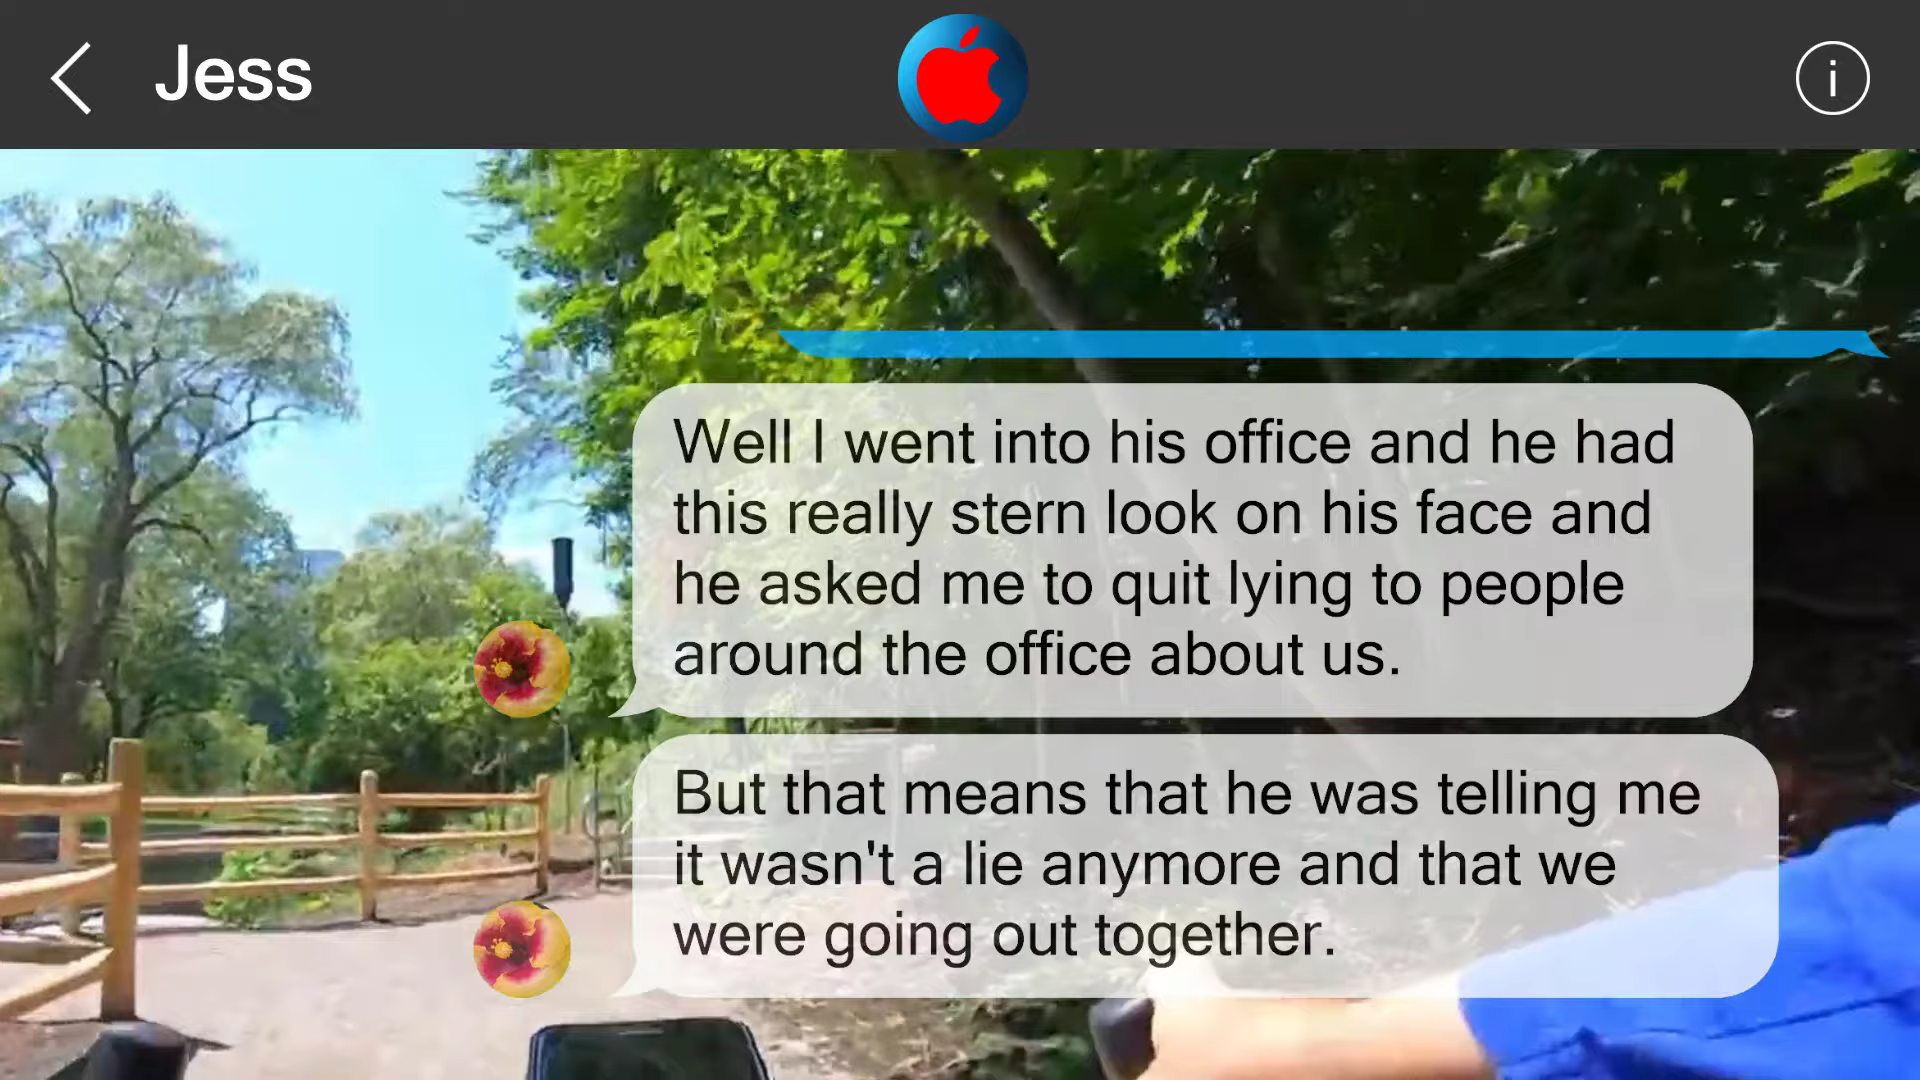 Jess
i
Well I went into his office and he had
this really stern look on his face and
he asked me to quit lying to people
around the office about us.
But that means that he was telling me
it wasn't a lie anymore and that we
were going out together.